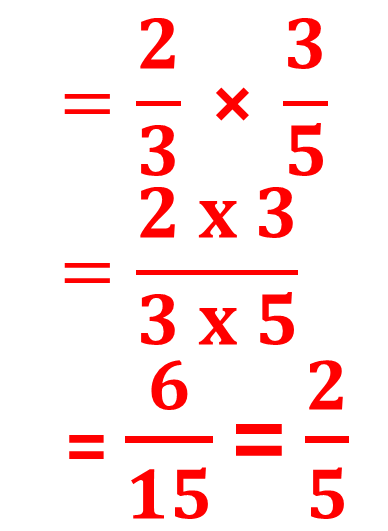 = 2/3 × 3/5
= 2 x 3 / 3 x 5
= 6/15 = 2/5